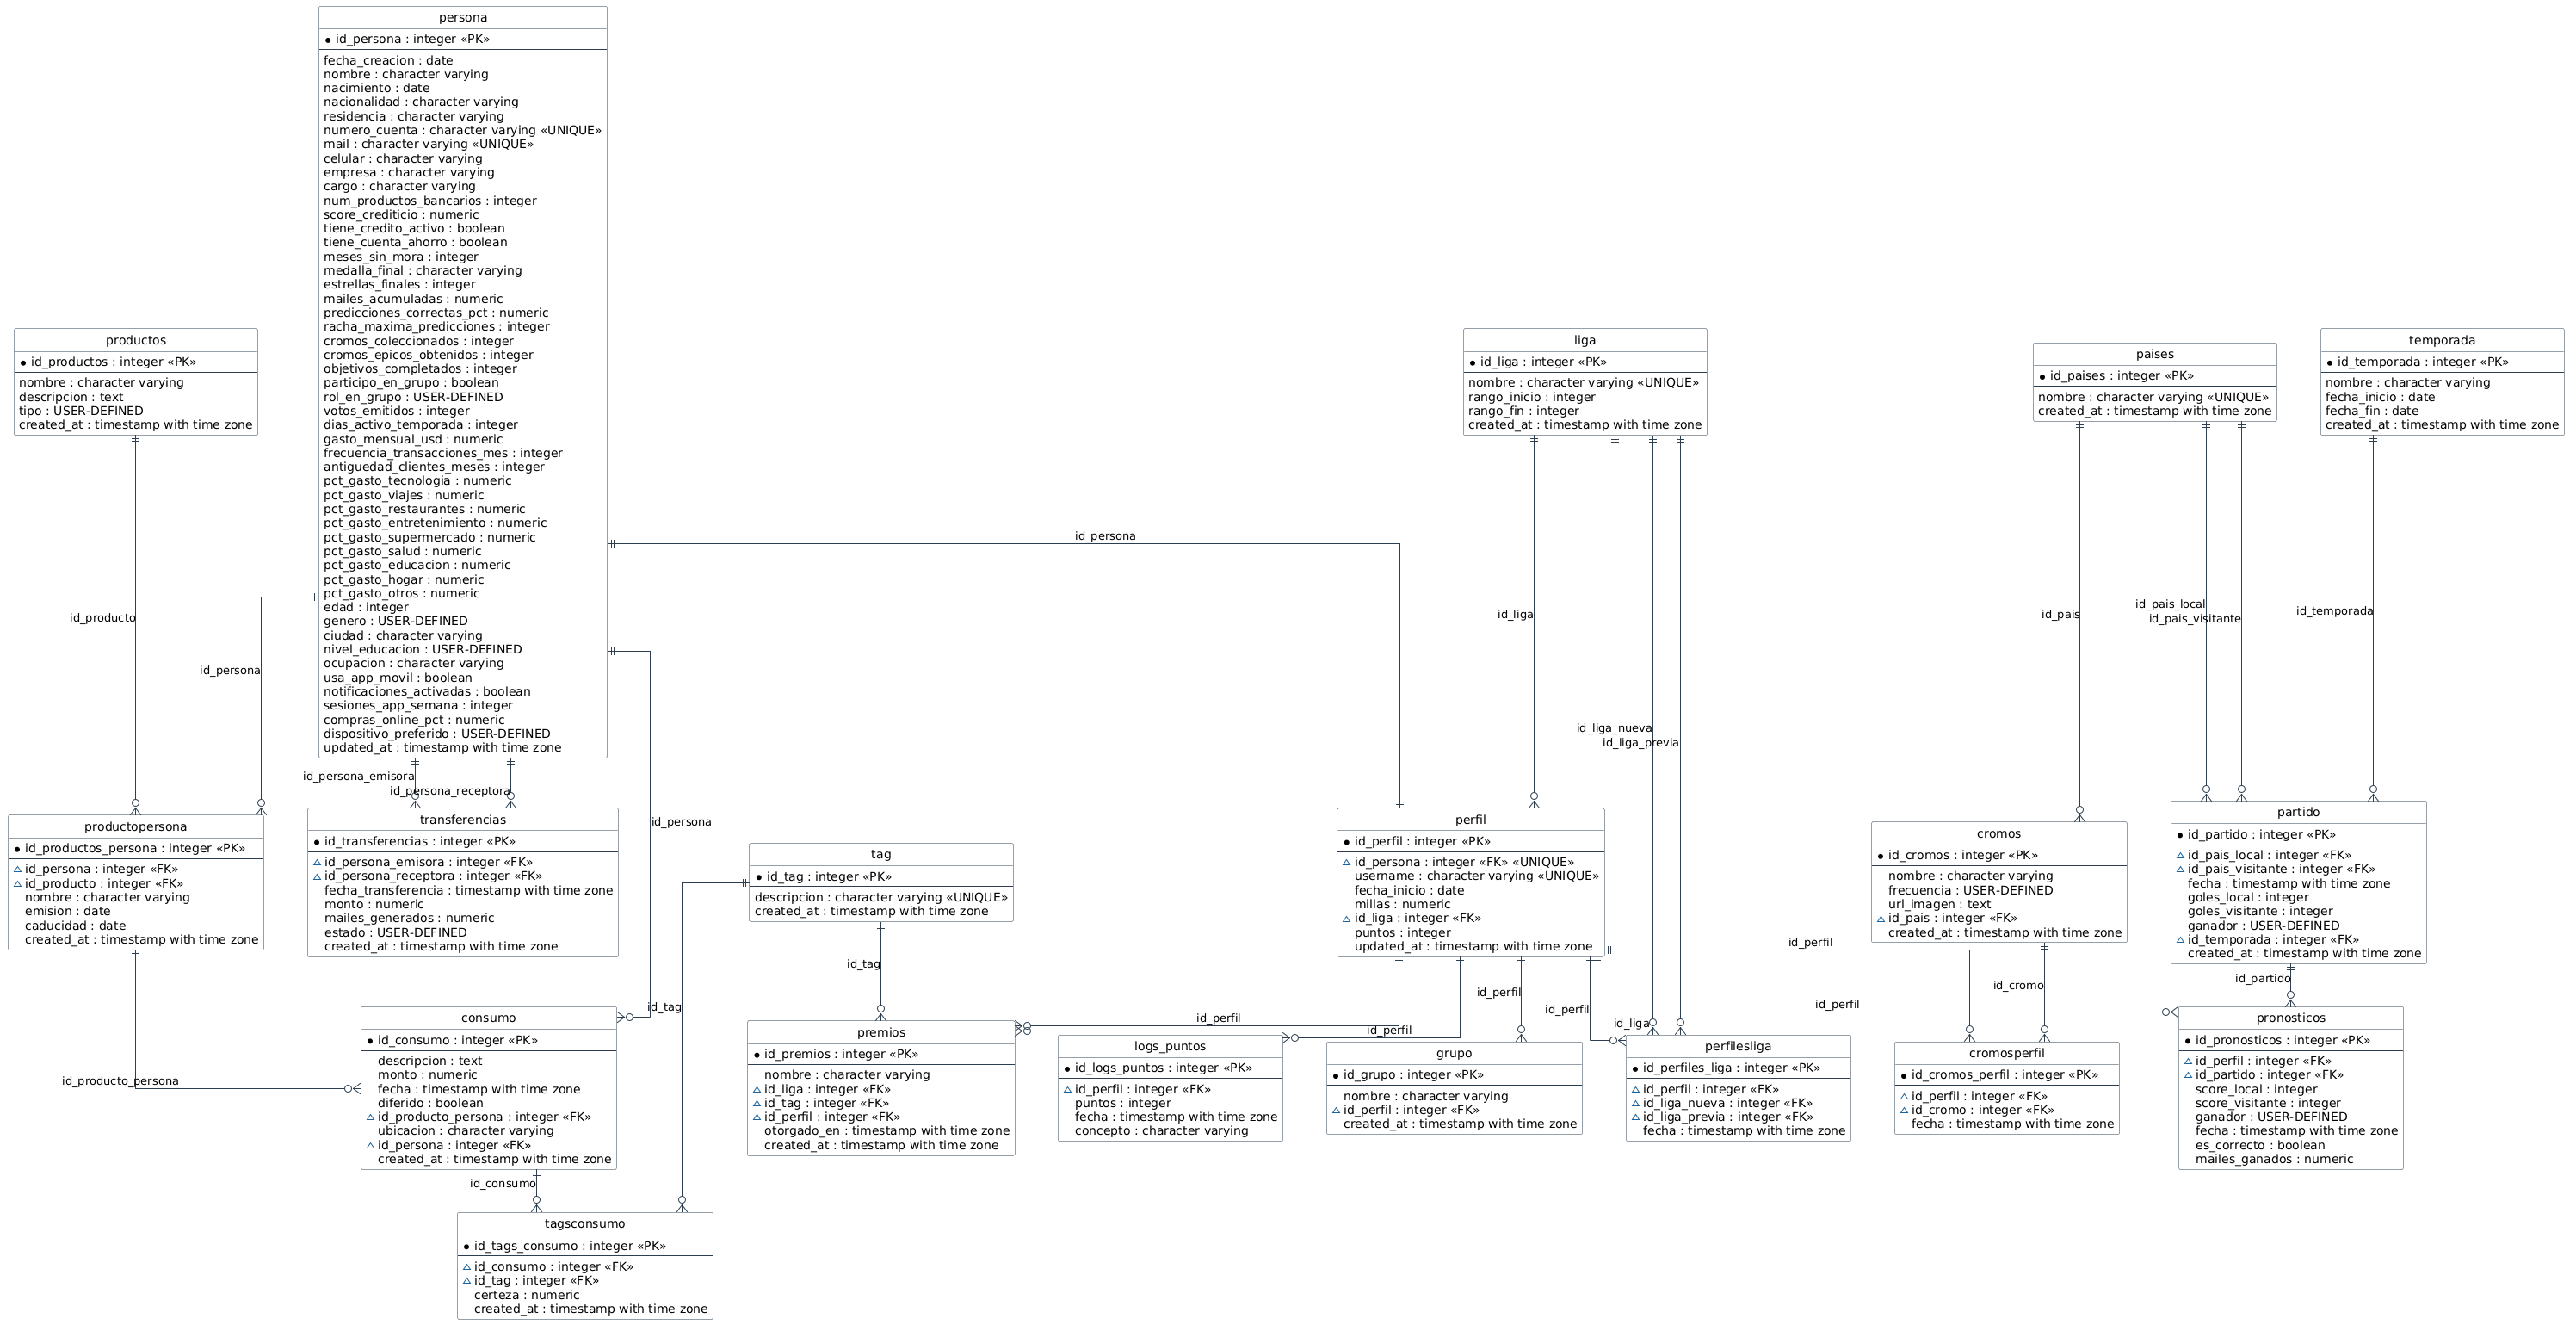 persona
id_persona : integer «PK»
fecha_creacion : date
nombre : character varying
nacimiento : date
nacionalidad : character varying
residencia : character varying
numero_cuenta : character varying «UNIQUE»
mail : character varying «UNIQUE»
celular : character varying
empresa : character varying
cargo : character varying
num_productos_bancarios : integer
score_crediticio : numeric
tiene_credito_activo : boolean
tiene_cuenta_ahorro : boolean
meses_sin_mora : integer
medalla_final : character varying
estrellas_finales : integer
mailes_acumuladas : numeric
predicciones_correctas_pct : numeric
racha_maxima_predicciones : integer
cromos_coleccionados : integer
cromos_epicos_obtenidos : integer
objetivos_completados : integer
participo_en_grupo : boolean
rol_en_grupo : USER-DEFINED
votos_emitidos : integer
dias_activo_temporada : integer
gasto_mensual_usd : numeric
frecuencia_transacciones_mes : integer
antiguedad_clientes_meses : integer
pct_gasto_tecnologia : numeric
pct_gasto_viajes : numeric
pct_gasto_restaurantes : numeric
pct_gasto_entretenimiento : numeric
pct_gasto_supermercado : numeric
pct_gasto_salud : numeric
pct_gasto_educacion : numeric
pct_gasto_hogar : numeric
pct_gasto_otros : numeric
edad : integer
genero : USER-DEFINED
ciudad : character varying
nivel_educacion : USER-DEFINED
ocupacion : character varying
usa_app_movil : boolean
notificaciones_activadas : boolean
sesiones_app_semana : integer
compras_online_pct : numeric
dispositivo_preferido : USER-DEFINED
updated_at : timestamp with time zone
productos
id_productos : integer «PK»
nombre : character varying
descripcion : text
tipo : USER-DEFINED
created_at : timestamp with time zone
liga
id_liga : integer «PK»
nombre : character varying «UNIQUE»
rango_inicio : integer
rango_fin : integer
created_at : timestamp with time zone
paises
id_paises : integer «PK»
nombre : character varying «UNIQUE»
created_at : timestamp with time zone
temporada
id_temporada : integer «PK»
nombre : character varying
fecha_inicio : date
fecha_fin : date
created_at : timestamp with time zone
id_persona
id_producto
id_persona
id_liga
id_pais
id_pais_local
id_pais_visitante
id_temporada
id_liga_nueva
id_liga_previa
id_persona_emisora
id_persona_receptora
id_persona
productopersona
id_productos_persona : integer «PK»
id_persona : integer «FK»
id_producto : integer «FK»
nombre : character varying
emision : date
caducidad : date
created_at : timestamp with time zone
transferencias
id_transferencias : integer «PK»
id_persona_emisora : integer «FK»
id_persona_receptora : integer «FK»
fecha_transferencia : timestamp with time zone
monto : numeric
mailes_generados : numeric
estado : USER-DEFINED
created_at : timestamp with time zone
tag
id_tag : integer «PK»
descripcion : character varying «UNIQUE»
created_at : timestamp with time zone
perfil
id_perfil : integer «PK»
id_persona : integer «FK» «UNIQUE»
username : character varying «UNIQUE»
fecha_inicio : date
millas : numeric
id_liga : integer «FK»
puntos : integer
updated_at : timestamp with time zone
cromos
id_cromos : integer «PK»
nombre : character varying
frecuencia : USER-DEFINED
url_imagen : text
id_pais : integer «FK»
created_at : timestamp with time zone
partido
id_partido : integer «PK»
id_pais_local : integer «FK»
id_pais_visitante : integer «FK»
fecha : timestamp with time zone
goles_local : integer
goles_visitante : integer
ganador : USER-DEFINED
id_temporada : integer «FK»
created_at : timestamp with time zone
id_tag
id_tag
id_perfil
id_perfil
id_perfil
id_perfil
id_perfil
id_perfil
id_liga
id_cromo
id_partido
id_producto_persona
consumo
id_consumo : integer «PK»
descripcion : text
monto : numeric
fecha : timestamp with time zone
diferido : boolean
id_producto_persona : integer «FK»
ubicacion : character varying
id_persona : integer «FK»
created_at : timestamp with time zone
premios
id_premios : integer «PK»
nombre : character varying
id_liga : integer «FK»
id_tag : integer «FK»
id_perfil : integer «FK»
otorgado_en : timestamp with time zone
created_at : timestamp with time zone
logs_puntos
id_logs_puntos : integer «PK»
id_perfil : integer «FK»
puntos : integer
fecha : timestamp with time zone
concepto : character varying
grupo
id_grupo : integer «PK»
nombre : character varying
id_perfil : integer «FK»
created_at : timestamp with time zone
perfilesliga
id_perfiles_liga : integer «PK»
id_perfil : integer «FK»
id_liga_nueva : integer «FK»
id_liga_previa : integer «FK»
fecha : timestamp with time zone
cromosperfil
id_cromos_perfil : integer «PK»
id_perfil : integer «FK»
id_cromo : integer «FK»
fecha : timestamp with time zone
pronosticos
id_pronosticos : integer «PK»
id_perfil : integer «FK»
id_partido : integer «FK»
score_local : integer
score_visitante : integer
ganador : USER-DEFINED
fecha : timestamp with time zone
es_correcto : boolean
mailes_ganados : numeric
id_consumo
tagsconsumo
id_tags_consumo : integer «PK»
id_consumo : integer «FK»
id_tag : integer «FK»
certeza : numeric
created_at : timestamp with time zone